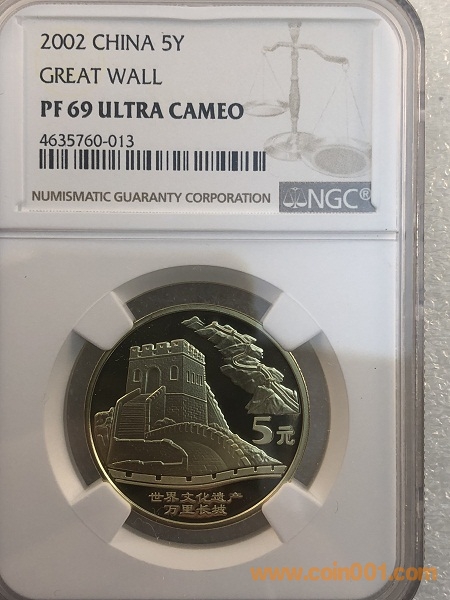 2002 CHINA 5Y
GREAT WALL
PF 69 ULTRA CAMEO
4635760-013
NUMISMATIC GUARANTY CORPORATION
NGC®
5元
世界文化遗产
万里长城
www.coin001.com